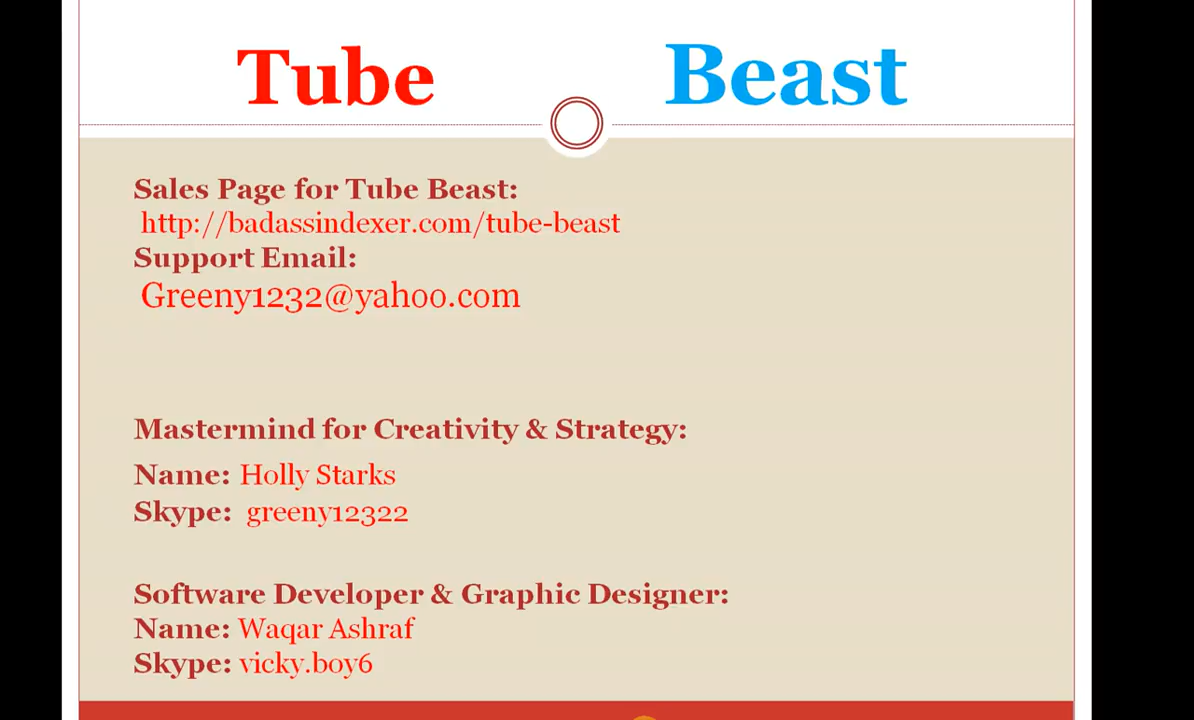 Tube Beast
Sales Page for Tube Beast:
http://badassindexer.com/tube-beast
Support Email:
Greeny1232@yahoo.com
Mastermind for Creativity & Strategy:
Name: Holly Starks
Skype: greeny12322
Software Developer & Graphic Designer:
Name: Waqar Ashraf
Skype: vicky.boy6